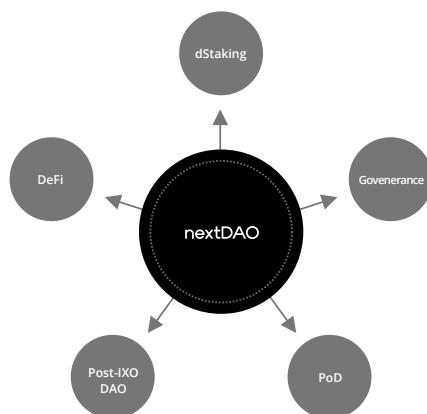 dStaking
DeFi
Govenerance
nextDAO
Post-IXO
DAO
PoD